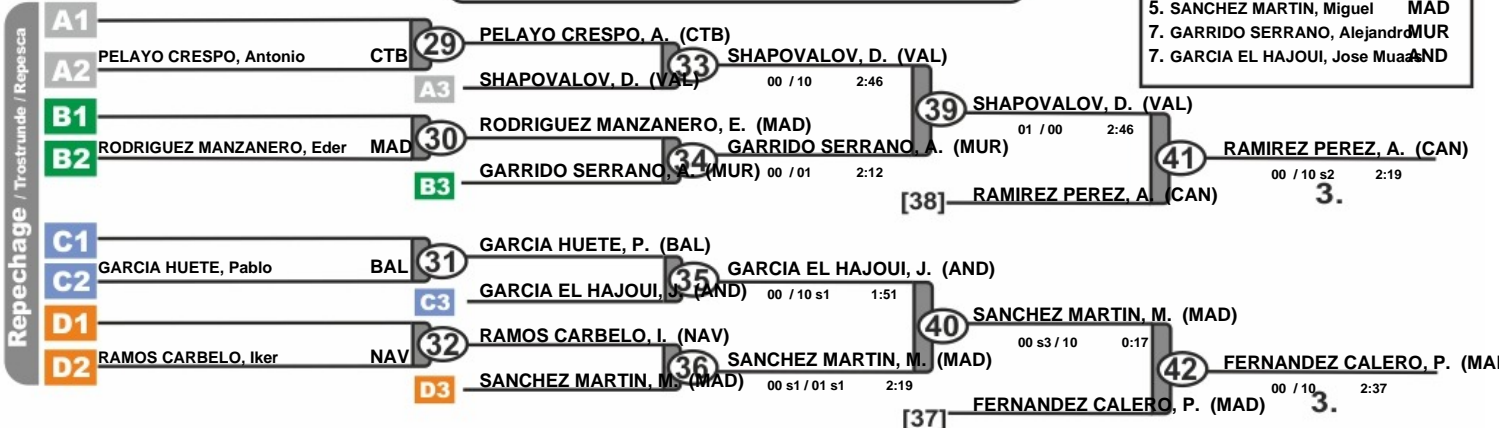 5. SANCHEZ MARTIN, Miguel MAD
7. GARRIDO SERRANO, Alejandro MUR
7. GARCIA EL HAJOUI, Jose Muaas AND
Repechage / Trostrunde / Repesca
A1
PELAYO CRESPO, Antonio CTB
A2
29
PELAYO CRESPO, A. (CTB)
A3
SHAPOVALOV, D. (VAL)
33
SHAPOVALOV, D. (VAL)
00 / 10 2:46
B1
RODRIGUEZ MANZANERO, Eder MAD
B2
30
RODRIGUEZ MANZANERO, E. (MAD)
B3
GARRIDO SERRANO, A. (MUR)
34
GARRIDO SERRANO, A. (MUR)
00 / 01 2:12
39
SHAPOVALOV, D. (VAL)
01 / 00 2:46
[38]
RAMIREZ PEREZ, A. (CAN)
41
RAMIREZ PEREZ, A. (CAN)
00 / 10 s2 2:19
3.
C1
GARCIA HUETE, Pablo BAL
C2
31
GARCIA HUETE, P. (BAL)
C3
GARCIA EL HAJOUI, J. (AND)
35
GARCIA EL HAJOUI, J. (AND)
00 / 10 s1 1:51
D1
RAMOS CARBELO, Iker NAV
D2
32
RAMOS CARBELO, I. (NAV)
D3
SANCHEZ MARTIN, M. (MAD)
36
SANCHEZ MARTIN, M. (MAD)
00 s1 / 01 s1 2:19
40
SANCHEZ MARTIN, M. (MAD)
00 s3 / 10 0:17
[37]
FERNANDEZ CALERO, P. (MAD)
42
FERNANDEZ CALERO, P. (MA
00 / 10 2:37
3.